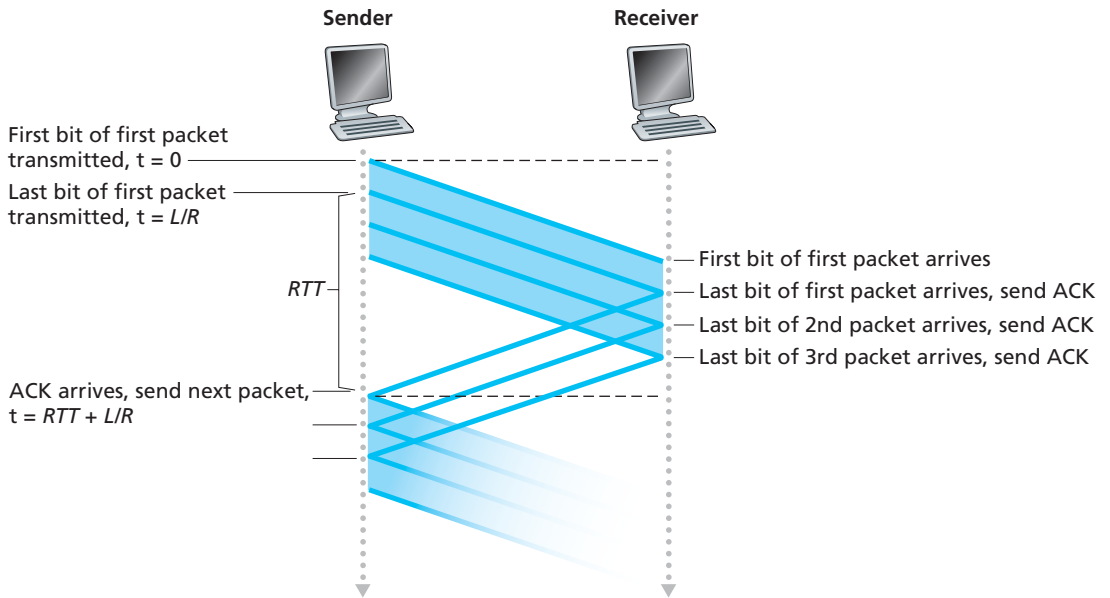 Sender
Receiver
First bit of first packet
transmitted, t = 0
Last bit of first packet
transmitted, t = L/R
RTT
First bit of first packet arrives
Last bit of first packet arrives, send ACK
Last bit of 2nd packet arrives, send ACK
Last bit of 3rd packet arrives, send ACK
ACK arrives, send next packet,
t = RTT + L/R